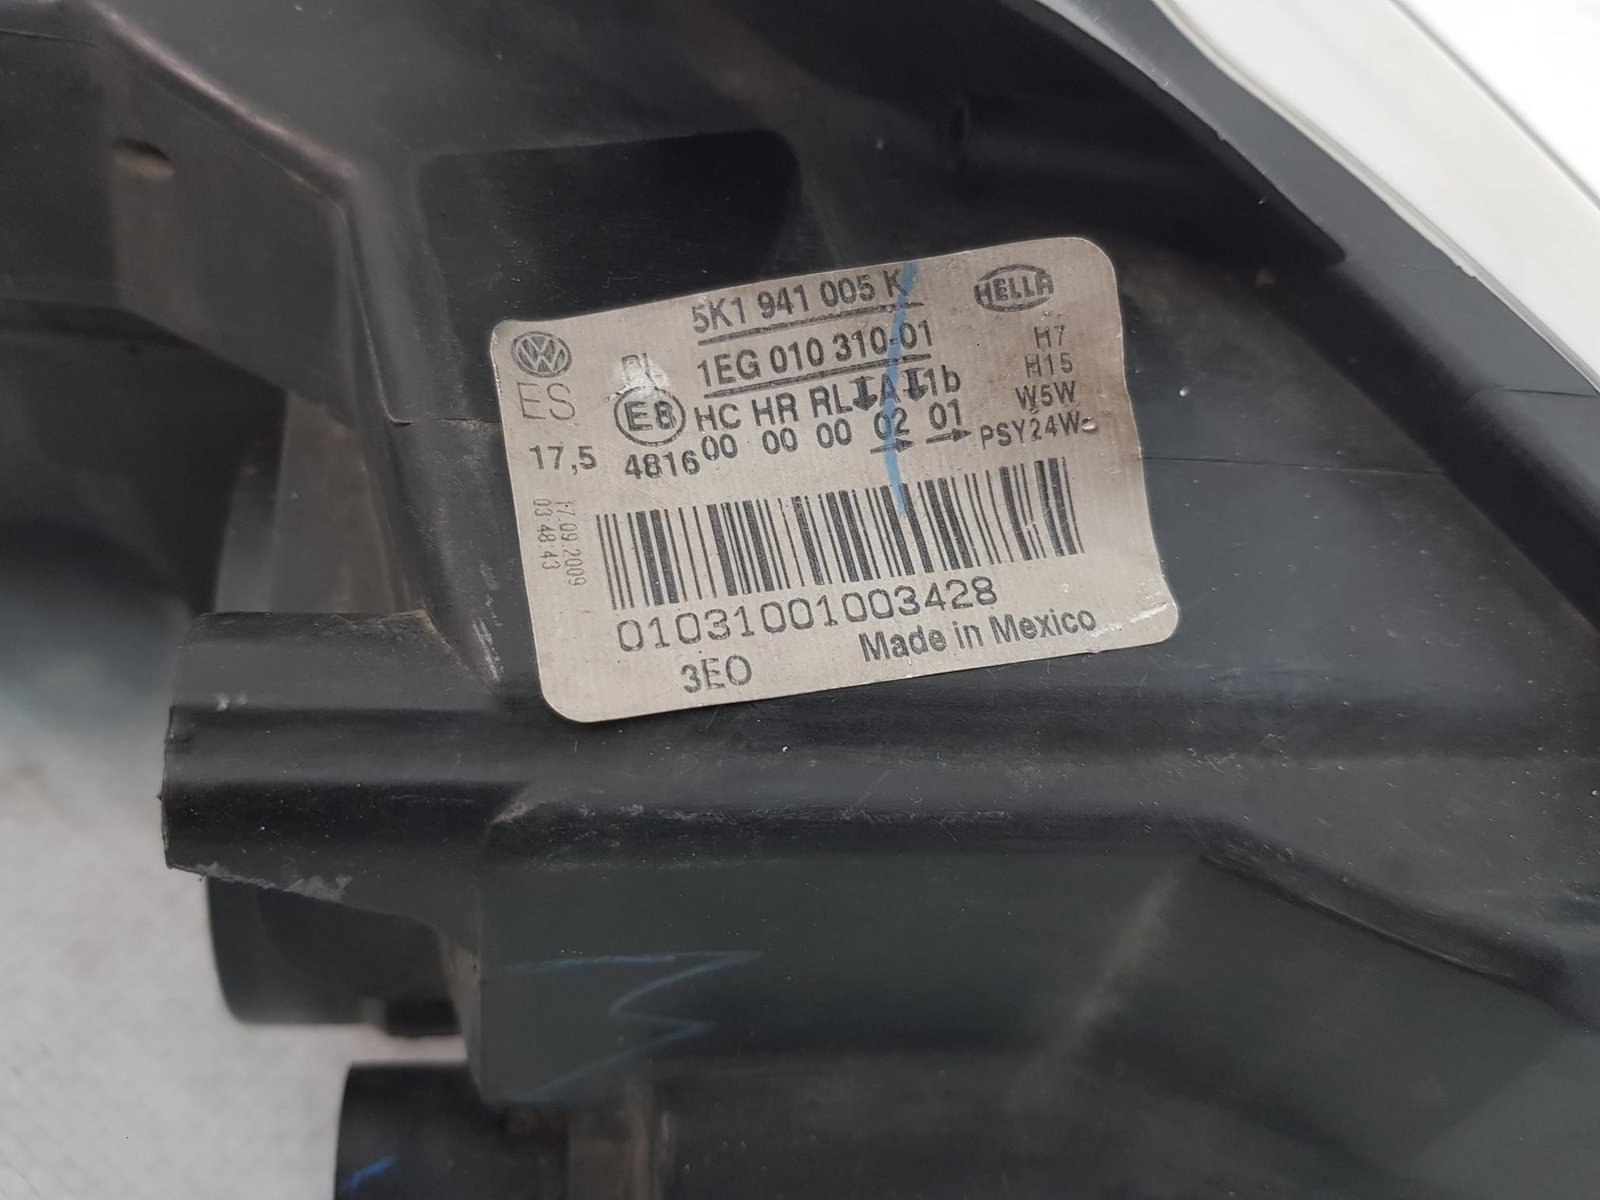 5K1 941 005 K
HELLA
1EG 010 310-01
H7
ES
E8
HC HR RL A 1b
H15
W5W
17,5
4816 00 00 00 02 01
PSY24W
17.09.2009
03:48:43
01031001003428
Made in Mexico
3EO